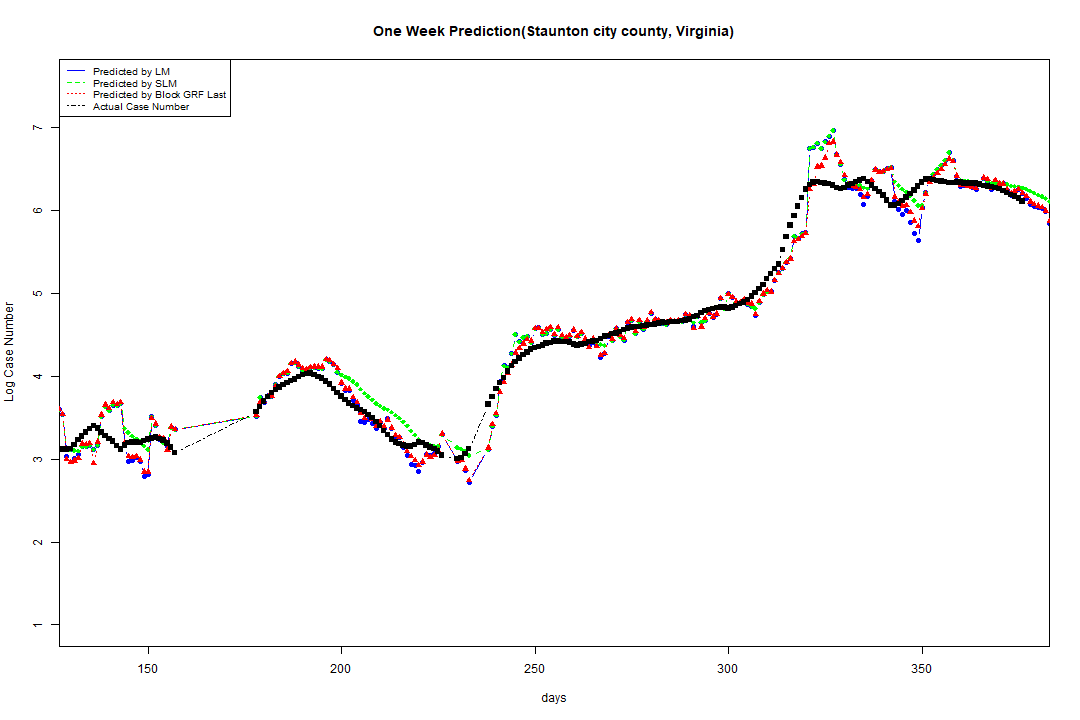 One Week Prediction(Staunton city county, Virginia)
Predicted by LM
Predicted by SLM
Predicted by Block GRF Last
Actual Case Number
7
6
5
4
3
2
1
Log Case Number
150 200 250 300 350
days